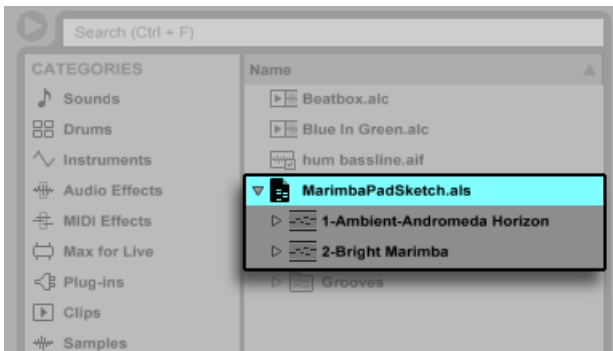 Search (Ctrl + F)
CATEGORIES
Sounds
Drums
Instruments
Audio Effects
MIDI Effects
Max for Live
Plug-ins
Clips
Samples
Name
Beatbox.alc
Blue In Green.alc
hum bassline.aif
MarimbaPadSketch.als
1-Ambient-Andromeda Horizon
2-Bright Marimba
Grooves